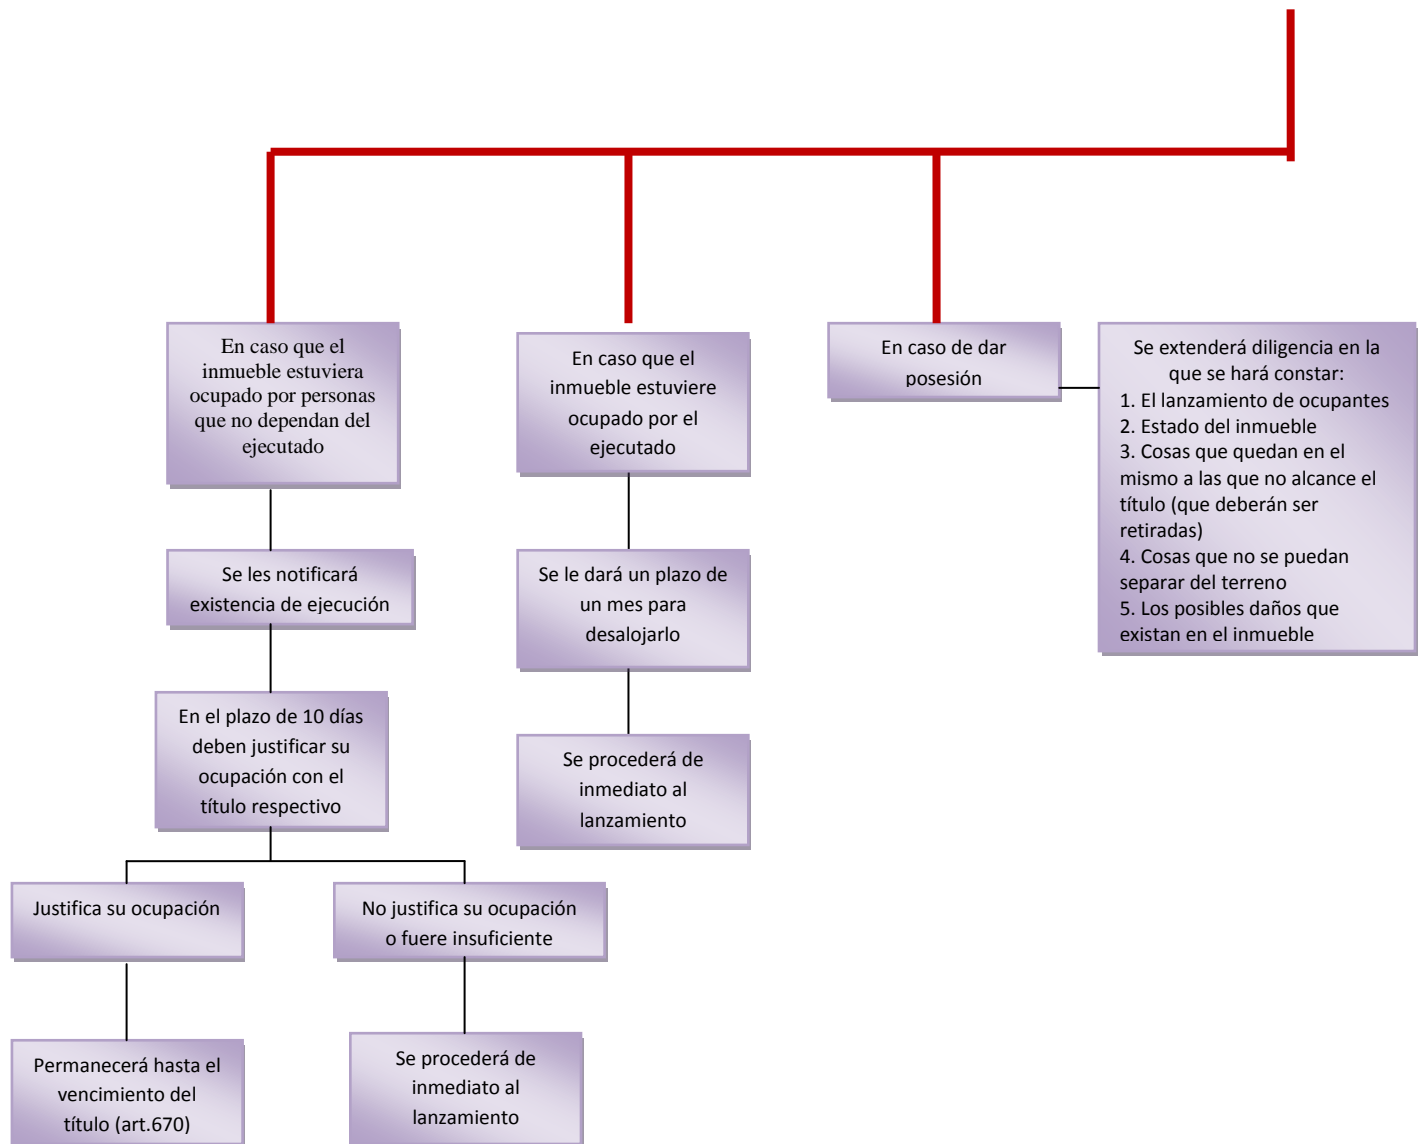 En caso que el
inmueble estuviera
ocupado por personas
que no dependan del
ejecutado
Se les notificará
existencia de ejecución
En el plazo de 10 días
deben justificar su
ocupación con el
título respectivo
Justifica su ocupación
Permanecerá hasta el
vencimiento del
título (art.670)
No justifica su ocupación
o fuere insuficiente
Se procederá de
inmediato al
lanzamiento
En caso que el
inmueble estuviere
ocupado por el
ejecutado
Se le dará un plazo de
un mes para
desalojarlo
Se procederá de
inmediato al
lanzamiento
En caso de dar
posesión
Se extenderá diligencia en la
que se hará constar:
1. El lanzamiento de ocupantes
2. Estado del inmueble
3. Cosas que quedan en el
mismo a las que no alcance el
título (que deberán ser
retiradas)
4. Cosas que no se puedan
separar del terreno
5. Los posibles daños que
existan en el inmueble